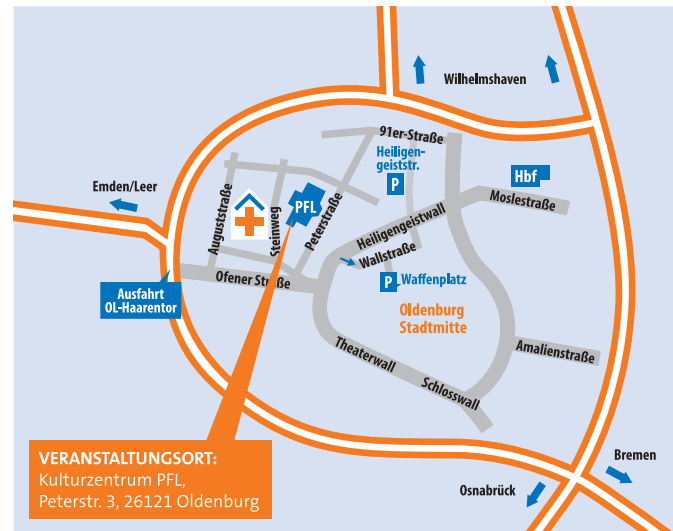 Wilhelmshaven
91er-Straße
Heiligen-
geiststr.
P
Hbf
Moslestraße
Emden/Leer
Auguststraße
Steinweg
PFL
Peterstraße
Heiligengeistwall
Wallstraße
Ofener Straße
P Waffenplatz
Ausfahrt
OL-Haarentor
Oldenburg
Stadtmitte
Theaterwall
Schlosswall
Amalienstraße
VERANSTALTUNGSORT:
Kulturzentrum PFL,
Peterstr. 3, 26121 Oldenburg
Bremen
Osnabrück